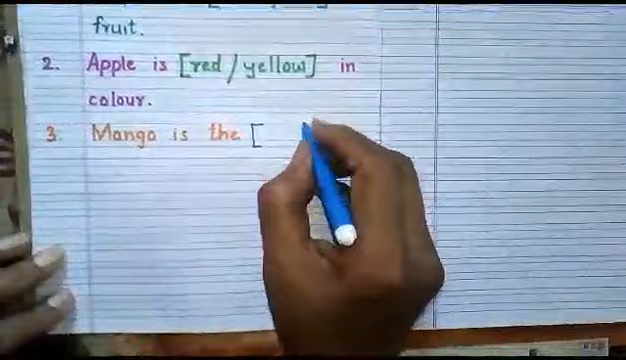 fruit.
2. Apple is [red / yellow] in
colour.
3. Mango is the [